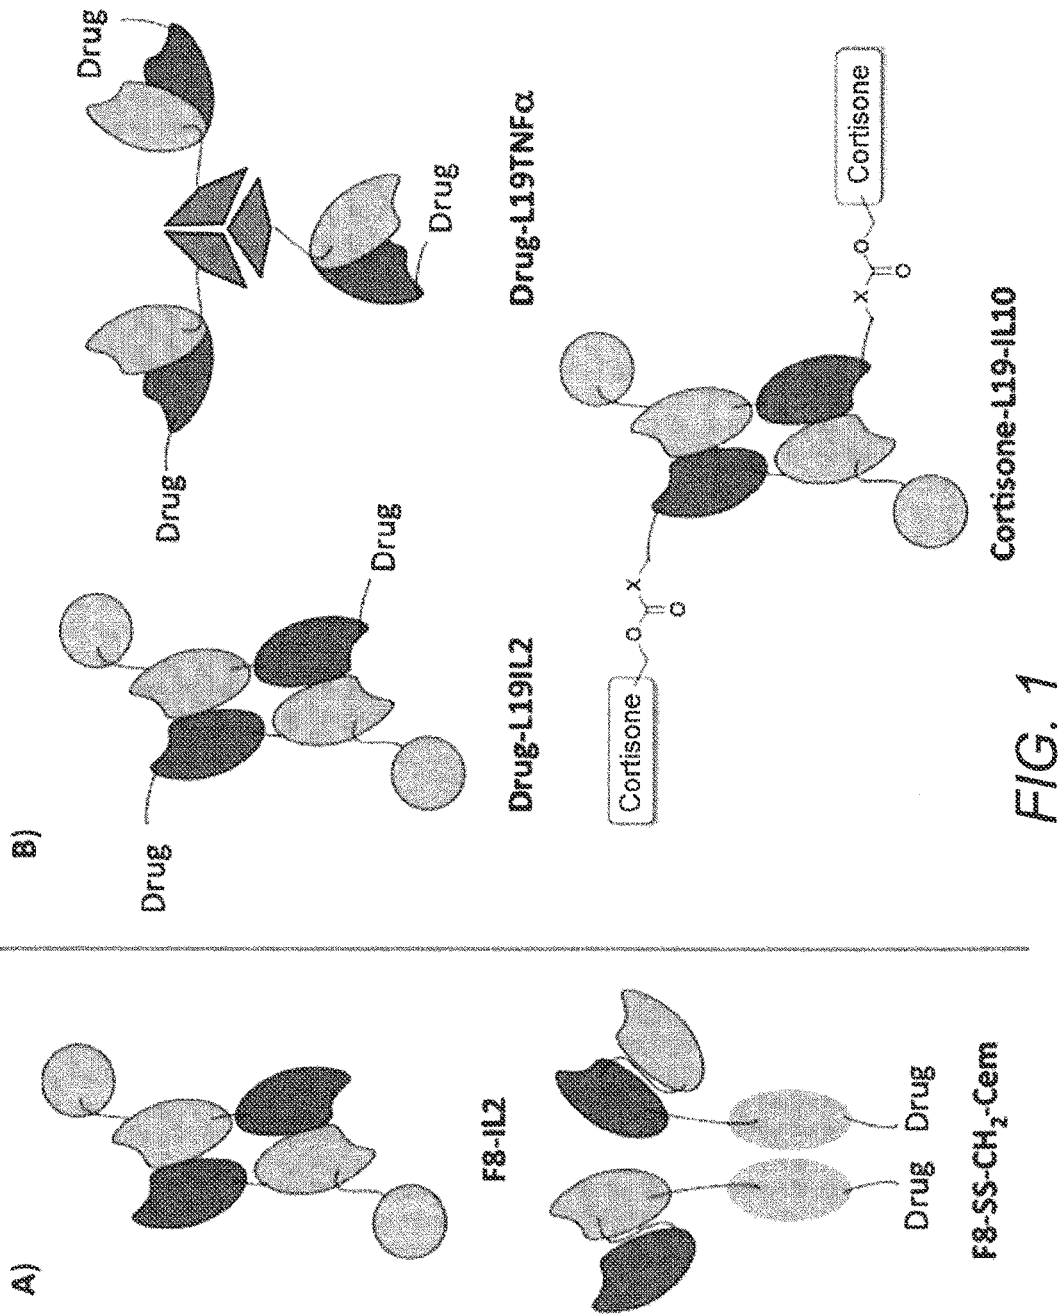 A)
F8-IL2
Drug
Drug
F8-SS-CH₂-Cem
B)
Drug
Drug
Drug-L19IL2
Drug
Drug
Drug
Drug-L19TNFα
Cortisone
O
O
X
X
O
O
Cortisone
Cortisone-L19-IL10
FIG. 1